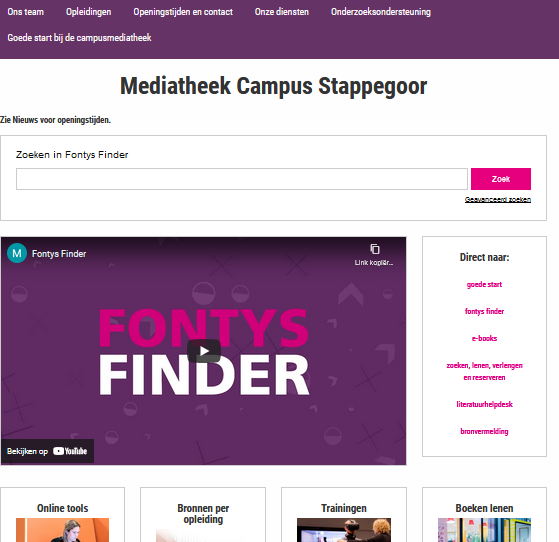 Ons team Opleidingen Openingstijden en contact Onze diensten Onderzoeksondersteuning
Goede start bij de campusmediatheek
Mediatheek Campus Stappegoor
Zie Nieuws voor openingstijden.
Zoeken in Fontys Finder
Zoek
Geavanceerd zoeken
M Fontys Finder
Link kopiër...
FONTYS
FINDER
Bekijken op YouTube
Direct naar:
goede start
fontys finder
e-books
zoeken, lenen, verlengen
en reserveren
literatuurhelpdesk
bronvermelding
Online tools
Bronnen per
opleiding
Trainingen
Boeken lenen